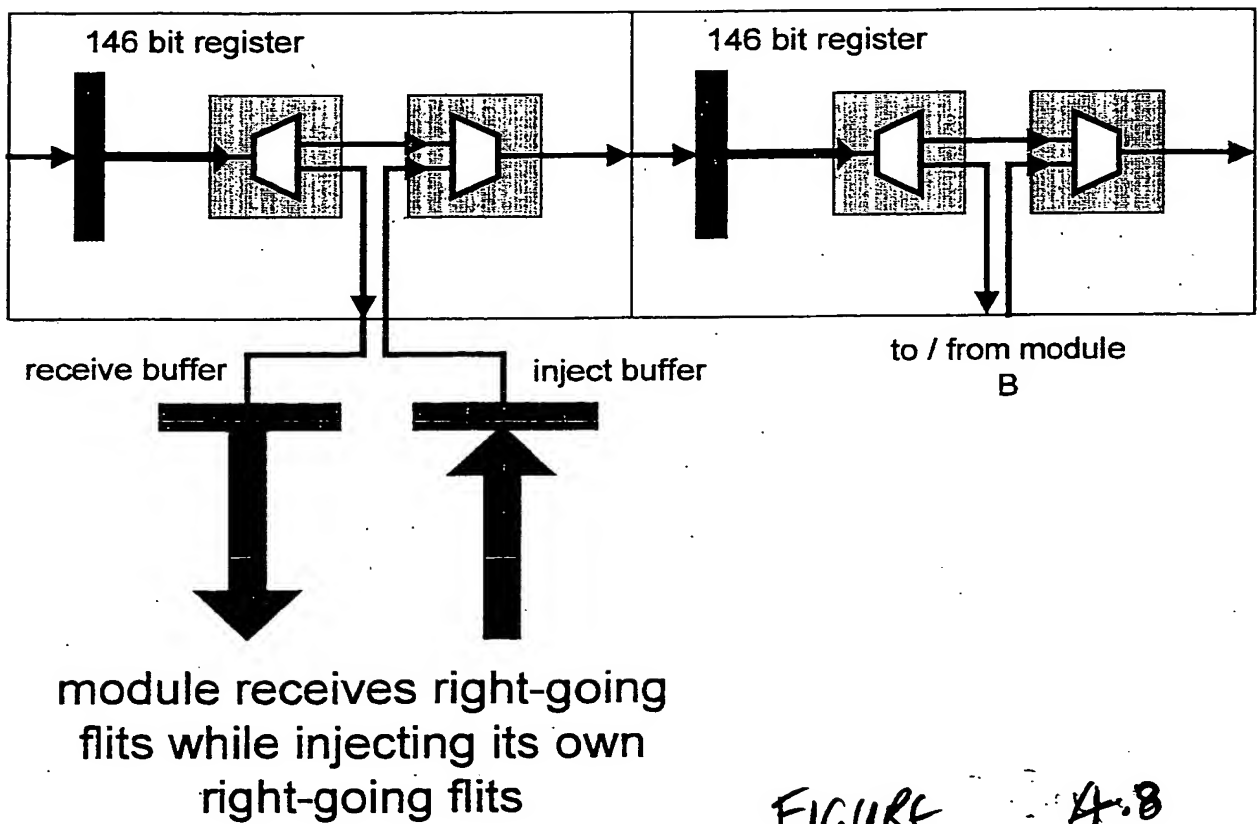 146 bit register
146 bit register
receive buffer
inject buffer
to / from module
B
module receives right-going
flits while injecting its own
right-going flits
FIGURE 4.8